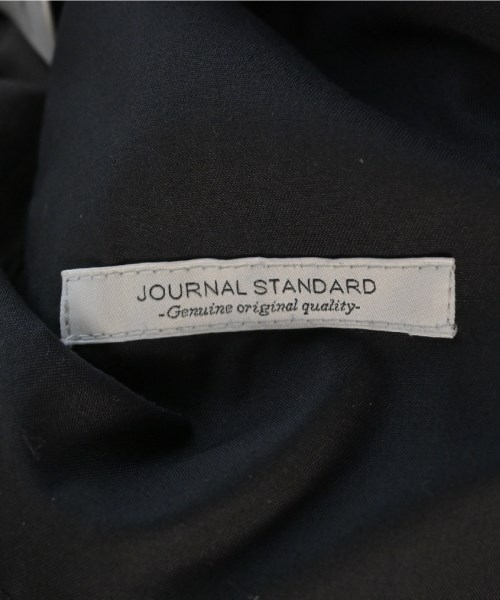 JOURNAL STANDARD
-Genuine original quality-